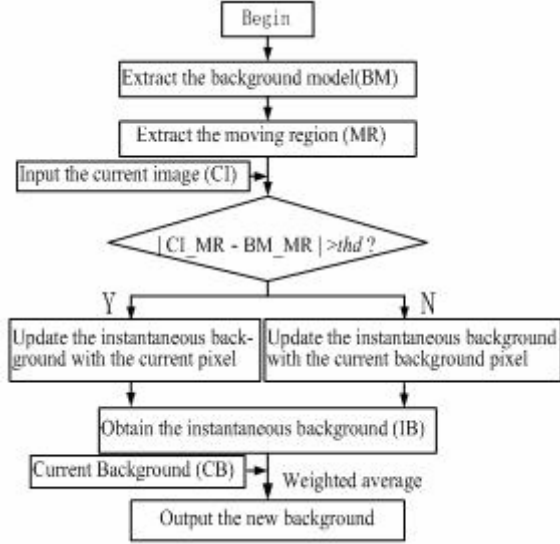 Begin
Extract the background model(BM)
Extract the moving region (MR)
Input the current image (CI)
| CI_MR - BM_MR | >thd ?
Y
N
Update the instantaneous back-
ground with the current pixel
Update the instantaneous background
with the current background pixel
Obtain the instantaneous background (IB)
Current Background (CB)
Weighted average
Output the new background